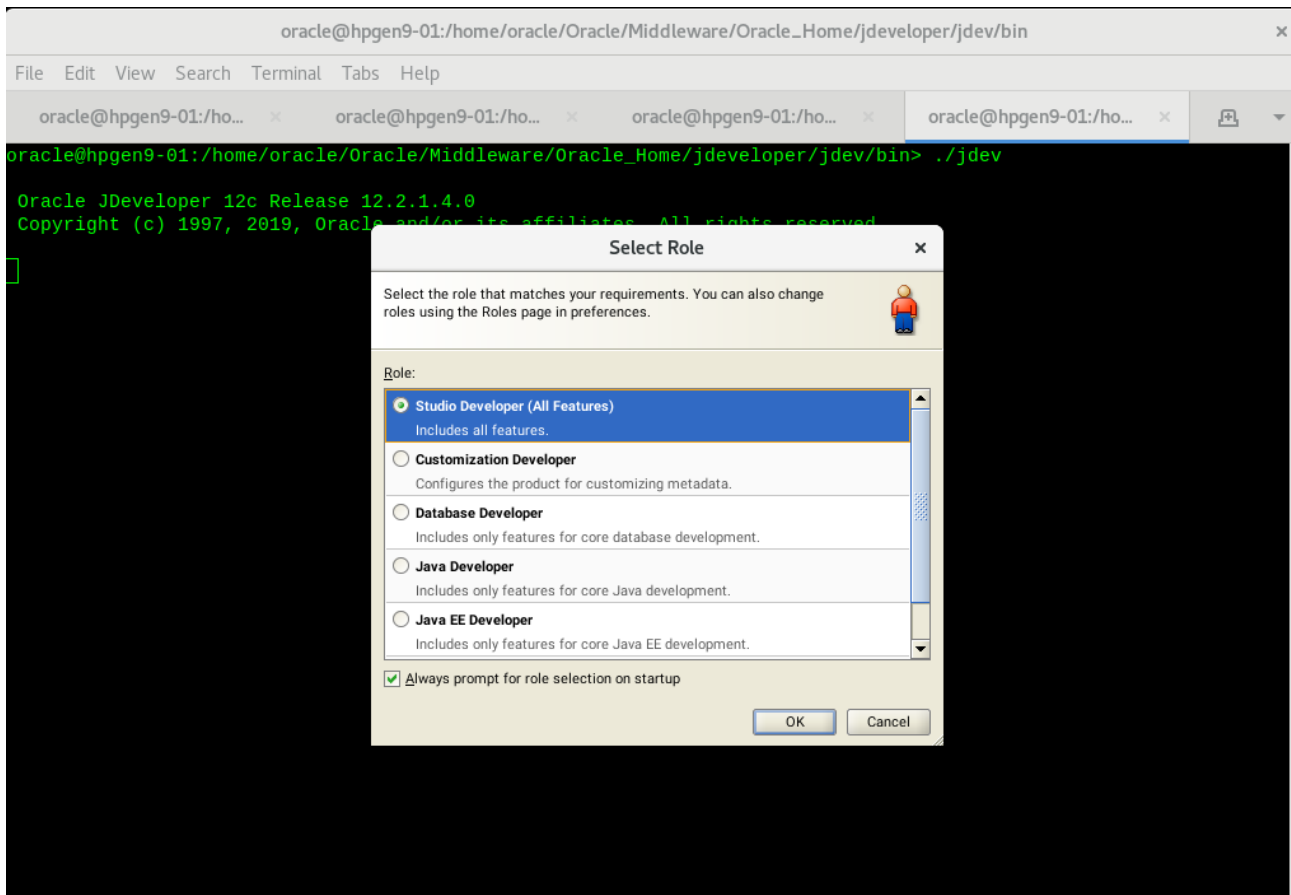 oracle@hpgen9-01:/home/oracle/Oracle/Middleware/Oracle_Home/jdeveloper/jdev/bin
File Edit View Search Terminal Tabs Help
oracle@hpgen9-01:/ho... oracle@hpgen9-01:/ho... oracle@hpgen9-01:/ho... oracle@hpgen9-01:/ho...
oracle@hpgen9-01:/home/oracle/Oracle/Middleware/Oracle_Home/jdeveloper/jdev/bin> ./jdev
Oracle JDeveloper 12c Release 12.2.1.4.0
Copyright (c) 1997, 2019, Oracle and/or its affiliates. All rights reserved
Select Role
Select the role that matches your requirements. You can also change
roles using the Roles page in preferences.
Role:
Studio Developer (All Features)
Includes all features.
Customization Developer
Configures the product for customizing metadata.
Database Developer
Includes only features for core database development.
Java Developer
Includes only features for core Java development.
Java EE Developer
Includes only features for core Java EE development.
Always prompt for role selection on startup
OK Cancel